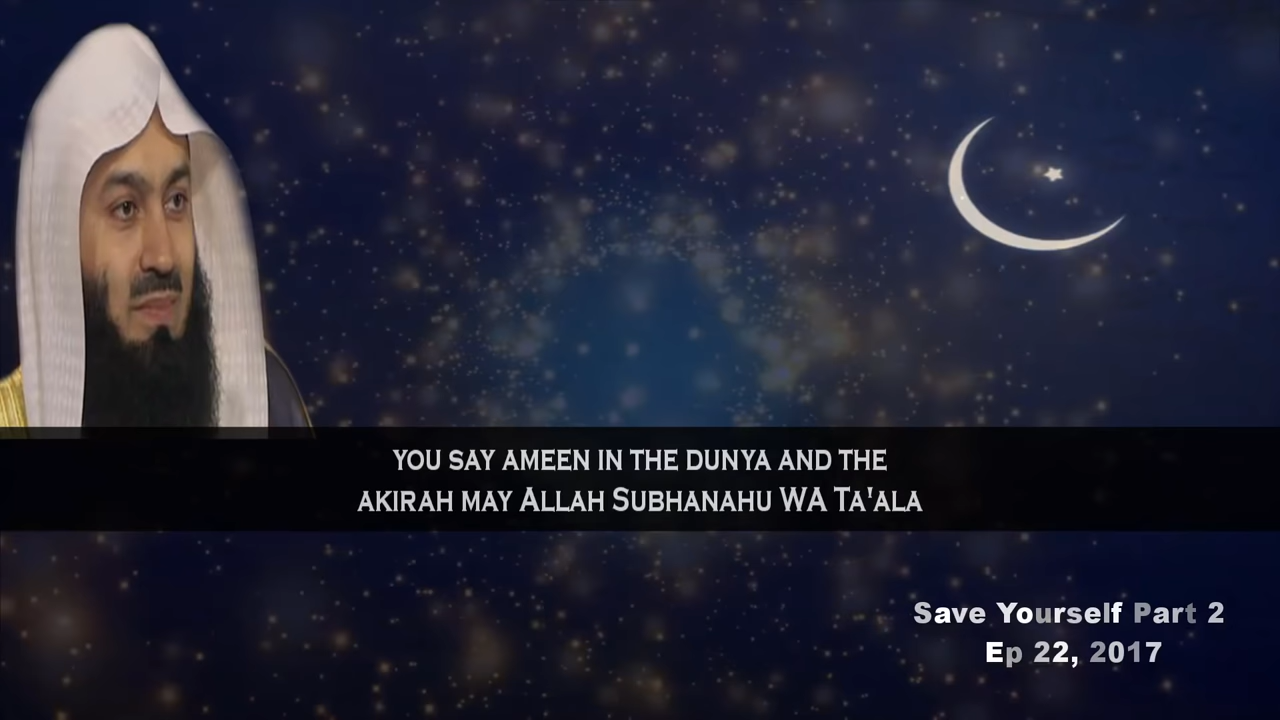 YOU SAY AMEEN IN THE DUNYA AND THE
AKIRAH MAY ALLAH SUBHANAHU WA TA'ALA
Save Yourself Part 2
Ep 22, 2017